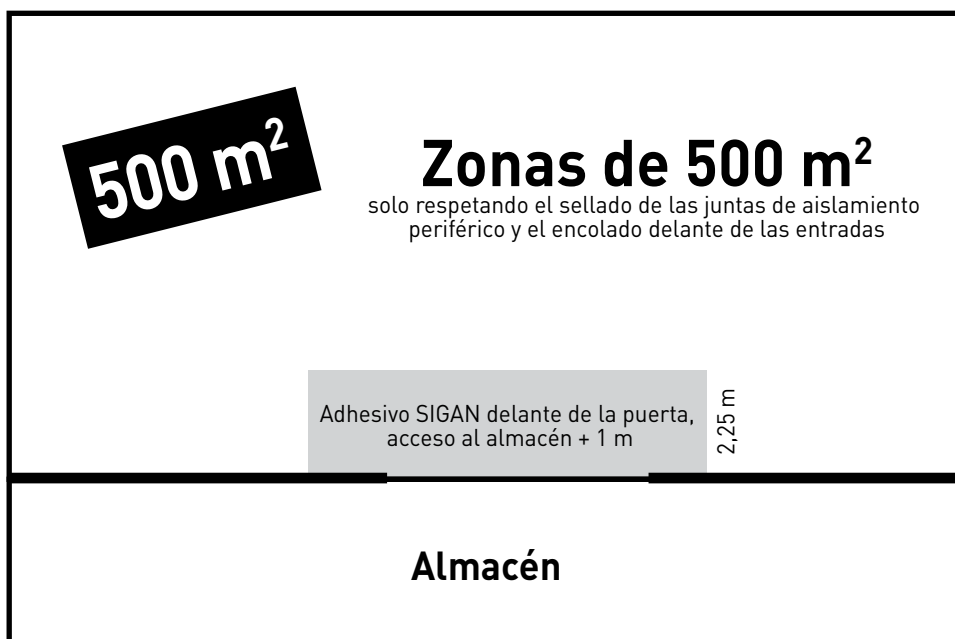 500 m²
Zonas de 500 m²
solo respetando el sellado de las juntas de aislamiento
periférico y el encolado delante de las entradas
Adhesivo SIGAN delante de la puerta,
acceso al almacén + 1 m
2,25 m
Almacén